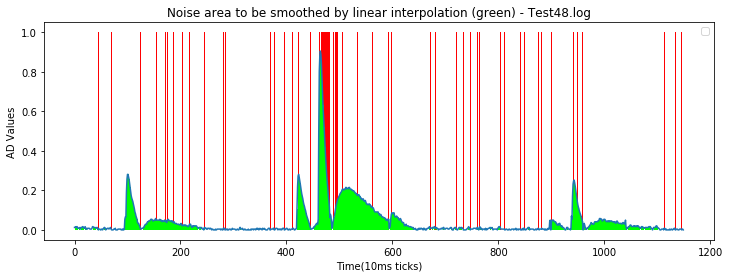 Noise area to be smoothed by linear interpolation (green) - Test48.log
1.0
0.8
0.6
0.4
0.2
0.0
AD Values
0 200 400 600 800 1000 1200
Time(10ms ticks)